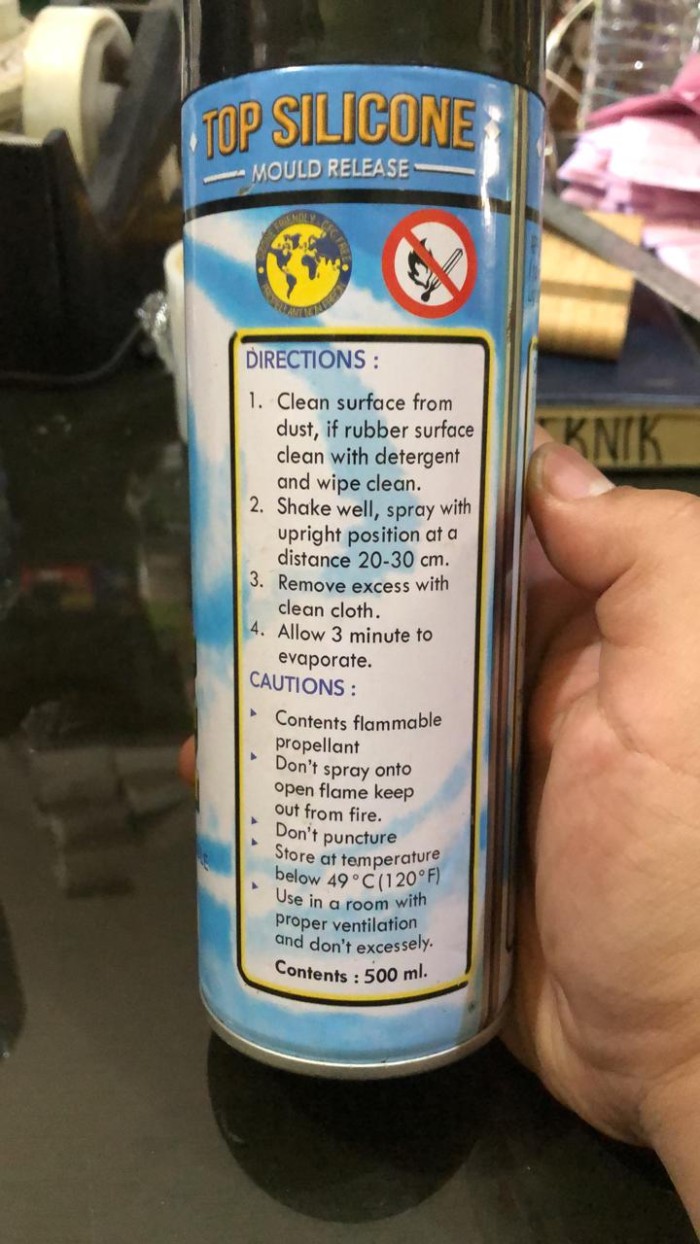 TOP SILICONE
MOULD RELEASE
DIRECTIONS :
1. Clean surface from
dust, if rubber surface
clean with detergent
and wipe clean.
2. Shake well, spray with
upright position at a
distance 20-30 cm.
3. Remove excess with
clean cloth.
4. Allow 3 minute to
evaporate.
CAUTIONS :
Contents flammable
propellant
Don't spray onto
open flame keep
out from fire.
Don't puncture
Store at temperature
below 49°C(120°F)
Use in a room with
proper ventilation
and don't excessely.
Contents : 500 ml.
EKNIK